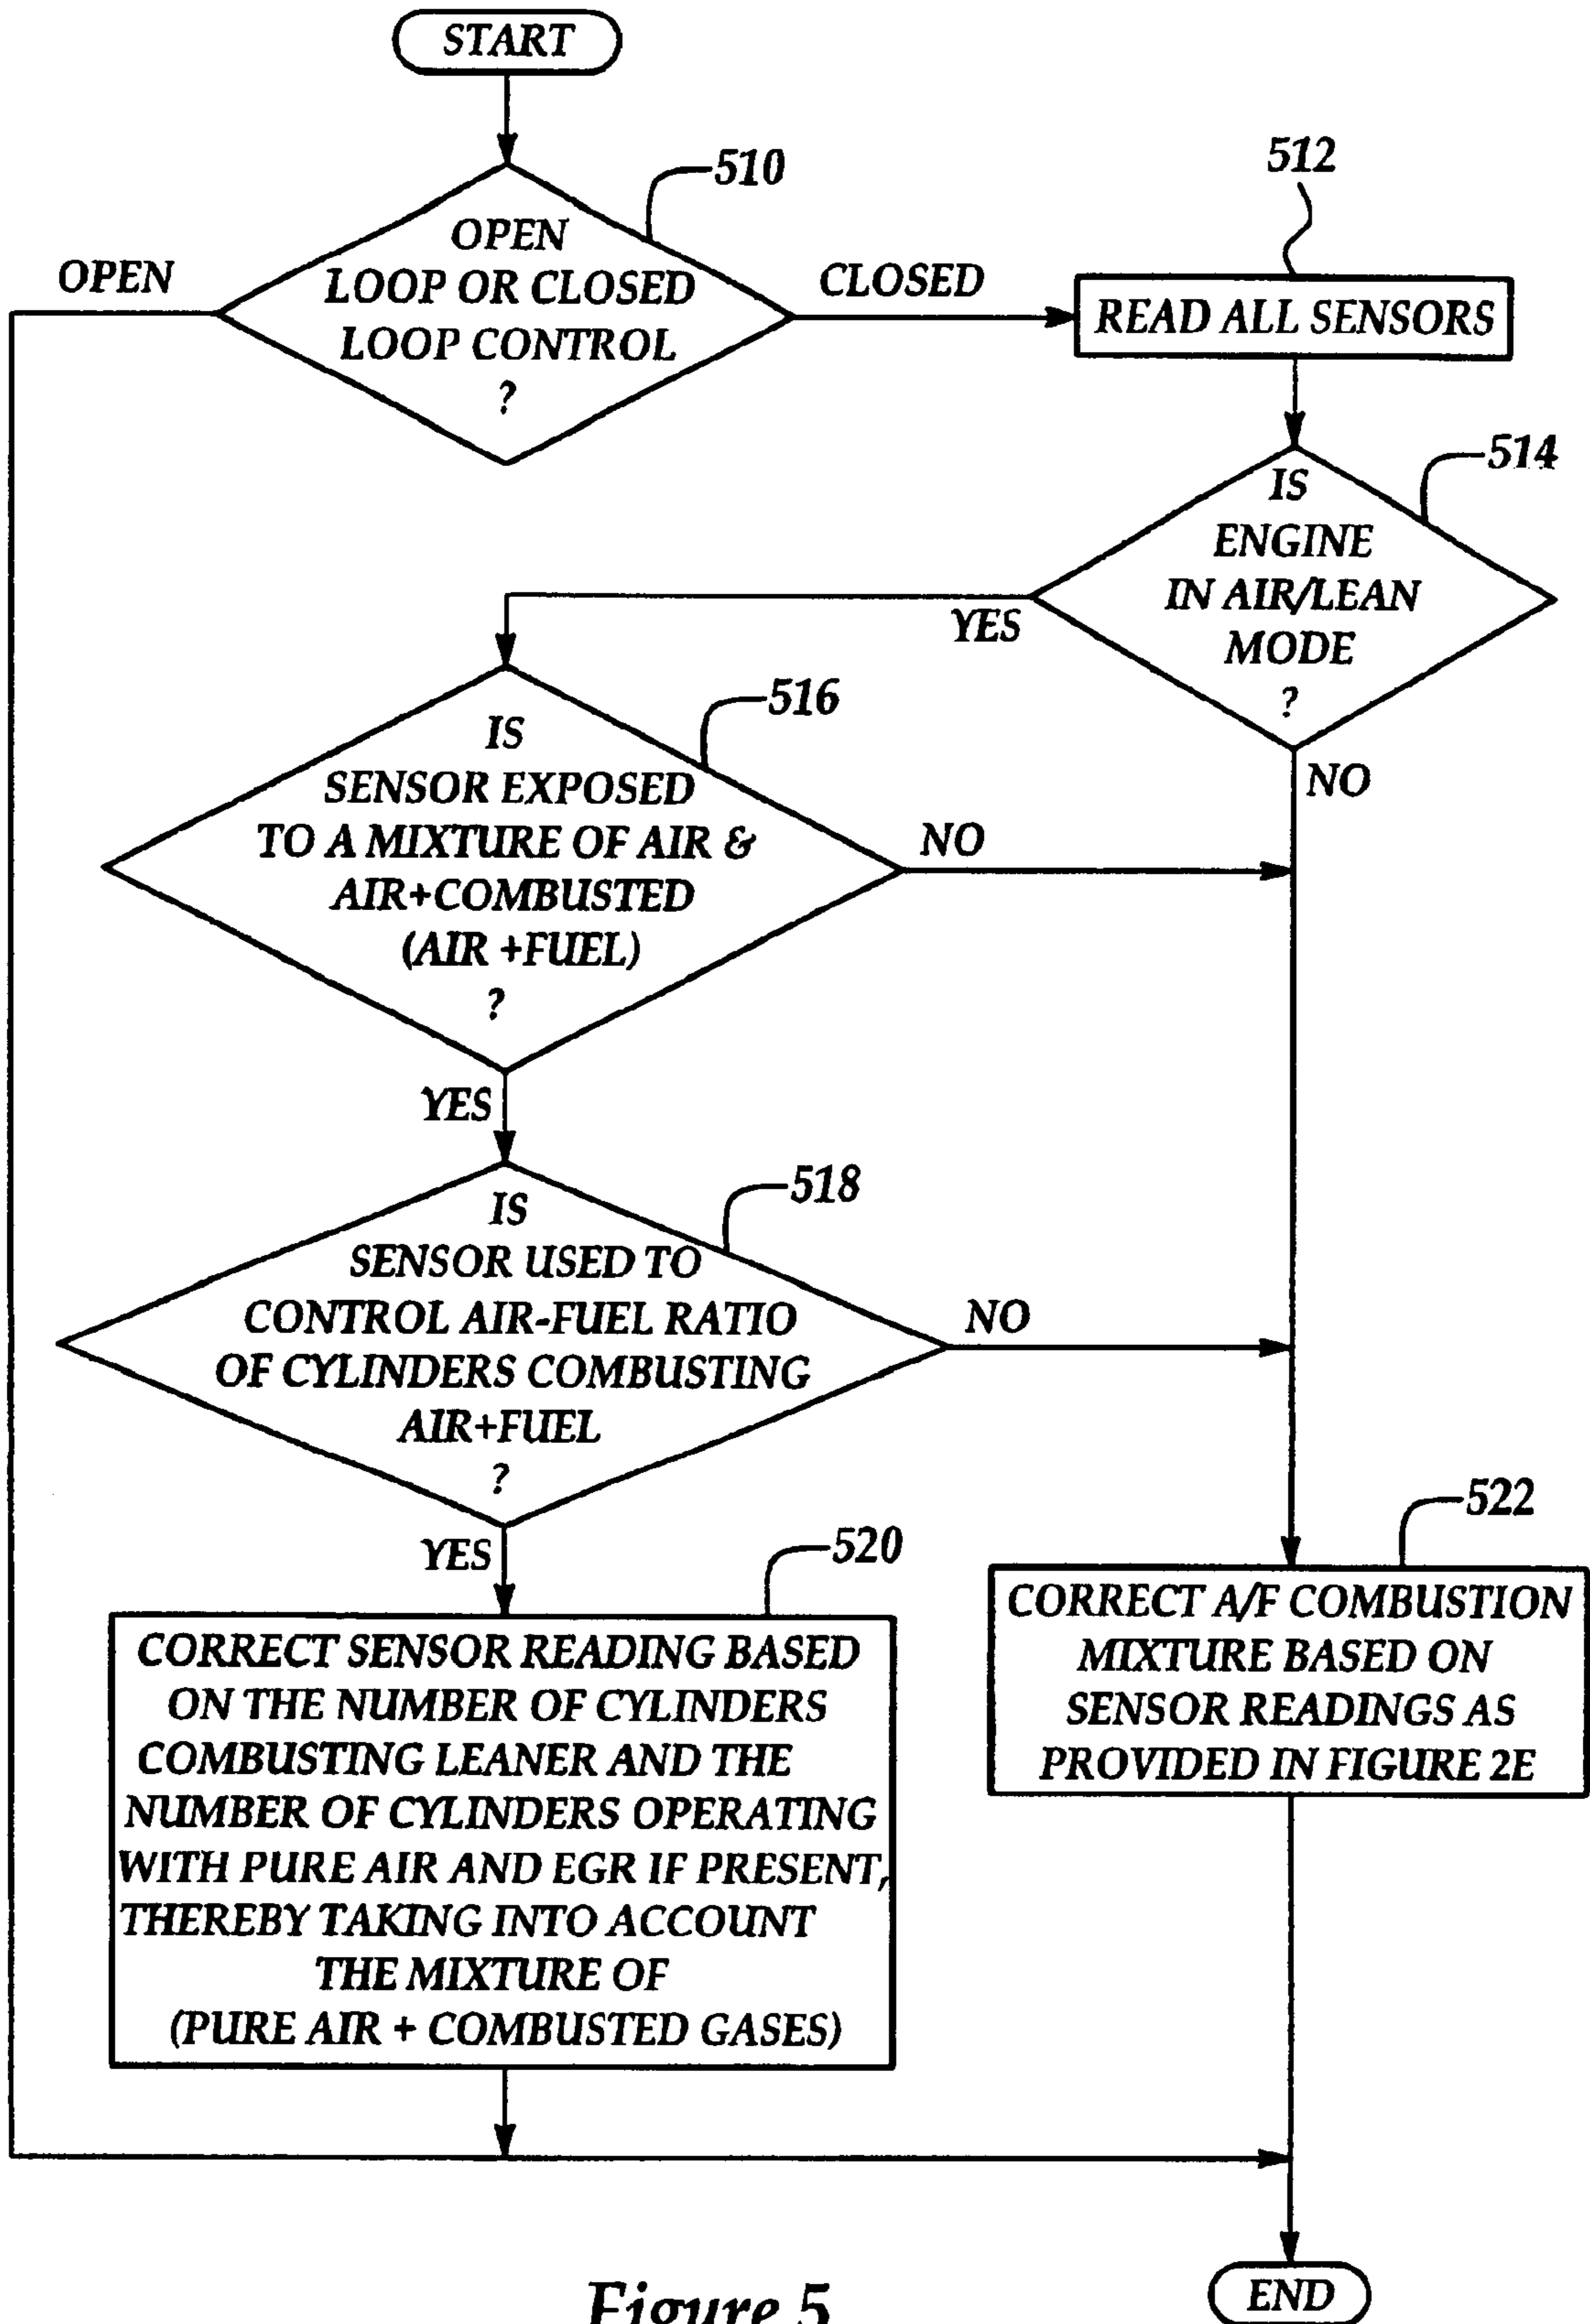 START
510
OPEN
LOOP OR CLOSED
LOOP CONTROL
?
OPEN
CLOSED
512
READ ALL SENSORS
514
IS
ENGINE
IN AIR/LEAN
MODE
?
YES
NO
516
IS
SENSOR EXPOSED
TO A MIXTURE OF AIR &
AIR+COMBUSTED
(AIR +FUEL)
?
NO
YES
518
IS
SENSOR USED TO
CONTROL AIR-FUEL RATIO
OF CYLINDERS COMBUSTING
AIR+FUEL
?
NO
YES
520
CORRECT SENSOR READING BASED
ON THE NUMBER OF CYLINDERS
COMBUSTING LEANER AND THE
NUMBER OF CYLINDERS OPERATING
WITH PURE AIR AND EGR IF PRESENT,
THEREBY TAKING INTO ACCOUNT
THE MIXTURE OF
(PURE AIR + COMBUSTED GASES)
522
CORRECT A/F COMBUSTION
MIXTURE BASED ON
SENSOR READINGS AS
PROVIDED IN FIGURE 2E
END
Figure 5